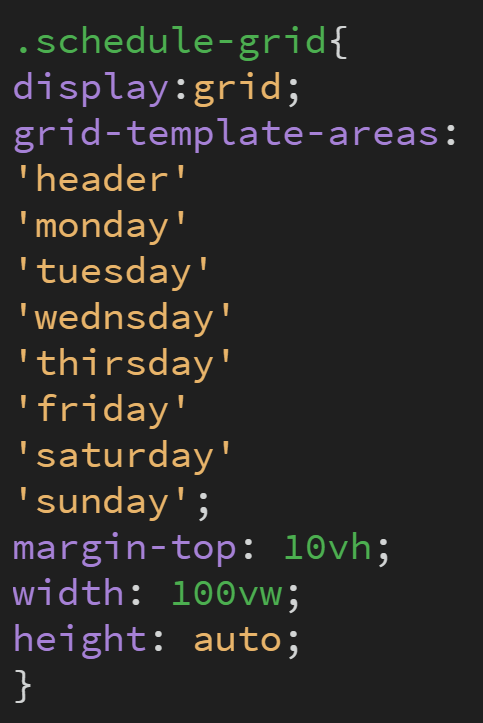 .schedule-grid{
display:grid;
grid-template-areas:
'header'
'monday'
'tuesday'
'wednsday'
'thirsday'
'friday'
'saturday'
'sunday';
margin-top: 10vh;
width: 100vw;
height: auto;
}